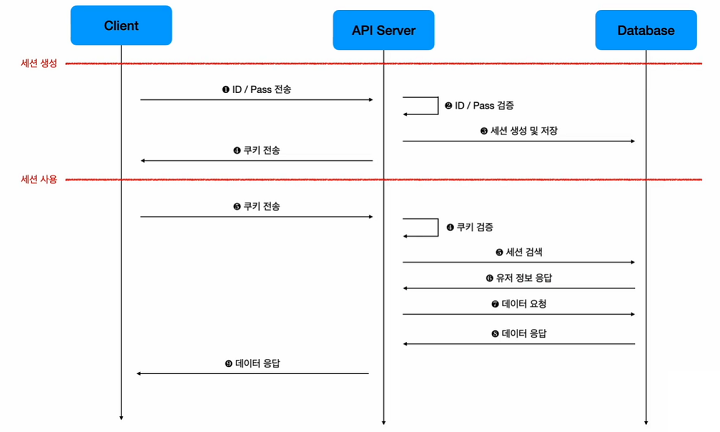 Client
API Server
Database
세션 생성
❶ ID / Pass 전송
❷ ID / Pass 검증
❸ 세션 생성 및 저장
❹ 쿠키 전송
세션 사용
❺ 쿠키 전송
❹ 쿠키 검증
❺ 세션 검색
❻ 유저 정보 응답
❼ 데이터 요청
❽ 데이터 응답
❾ 데이터 응답